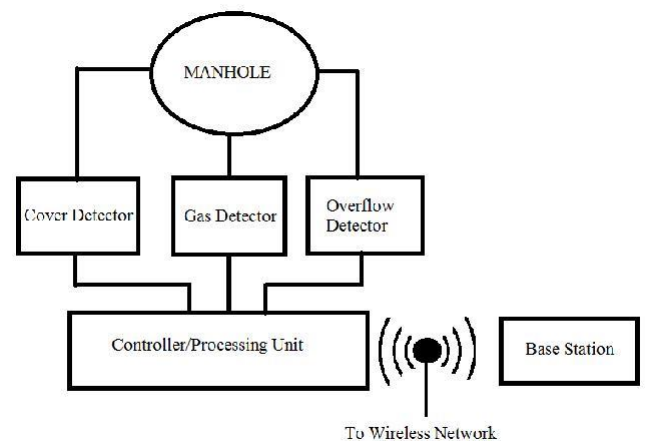 MANHOLE
Cover Detector
Gas Detector
Overflow
Detector
Controller/Processing Unit
Base Station
To Wireless Network